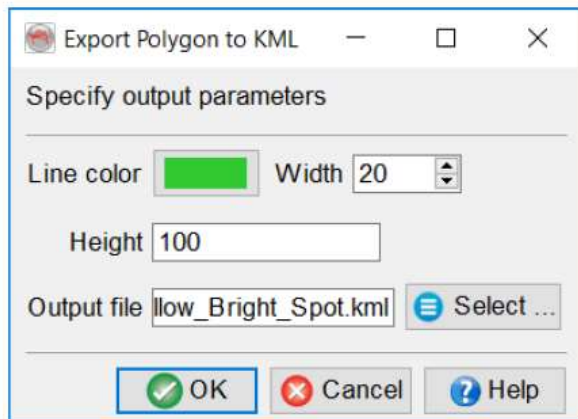 Export Polygon to KML
Specify output parameters
Line color Width 20
Height 100
Output file llow_Bright_Spot.kml Select ...
OK Cancel Help